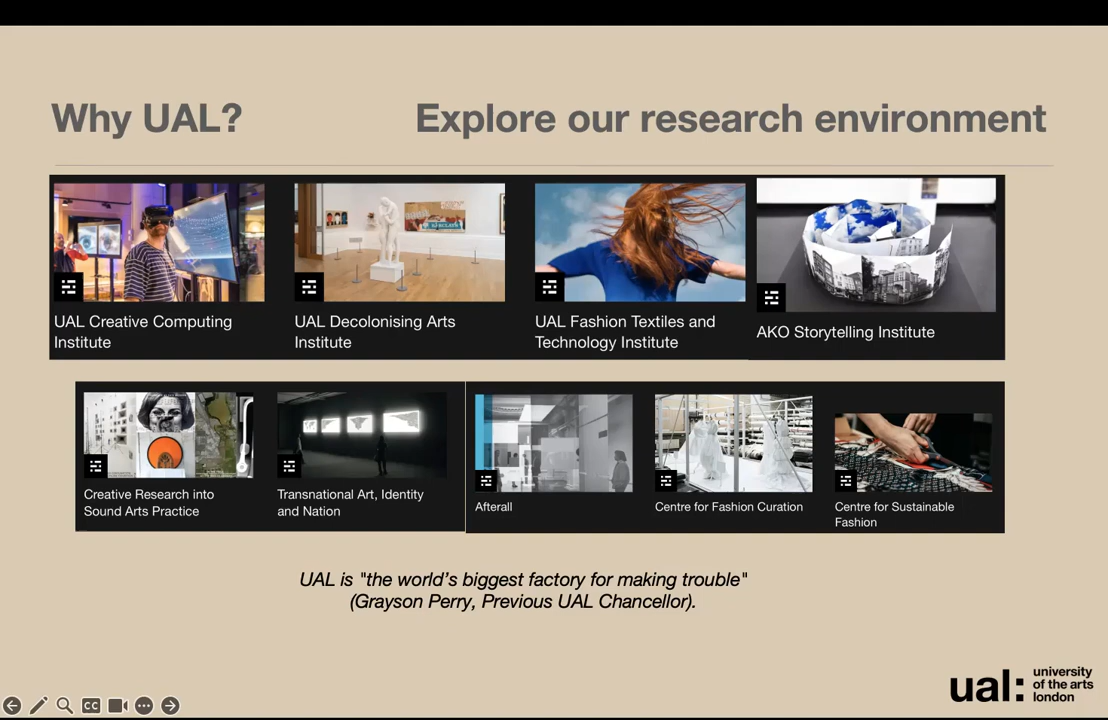 Why UAL?
Explore our research environment
UAL Creative Computing
Institute
UAL Decolonising Arts
Institute
UAL Fashion Textiles and
Technology Institute
AKO Storytelling Institute
Creative Research into
Sound Arts Practice
Transnational Art, Identity
and Nation
Afterall
Centre for Fashion Curation
Centre for Sustainable
Fashion
UAL is "the world's biggest factory for making trouble"
(Grayson Perry, Previous UAL Chancellor).
ual: university
of the arts
london
CC